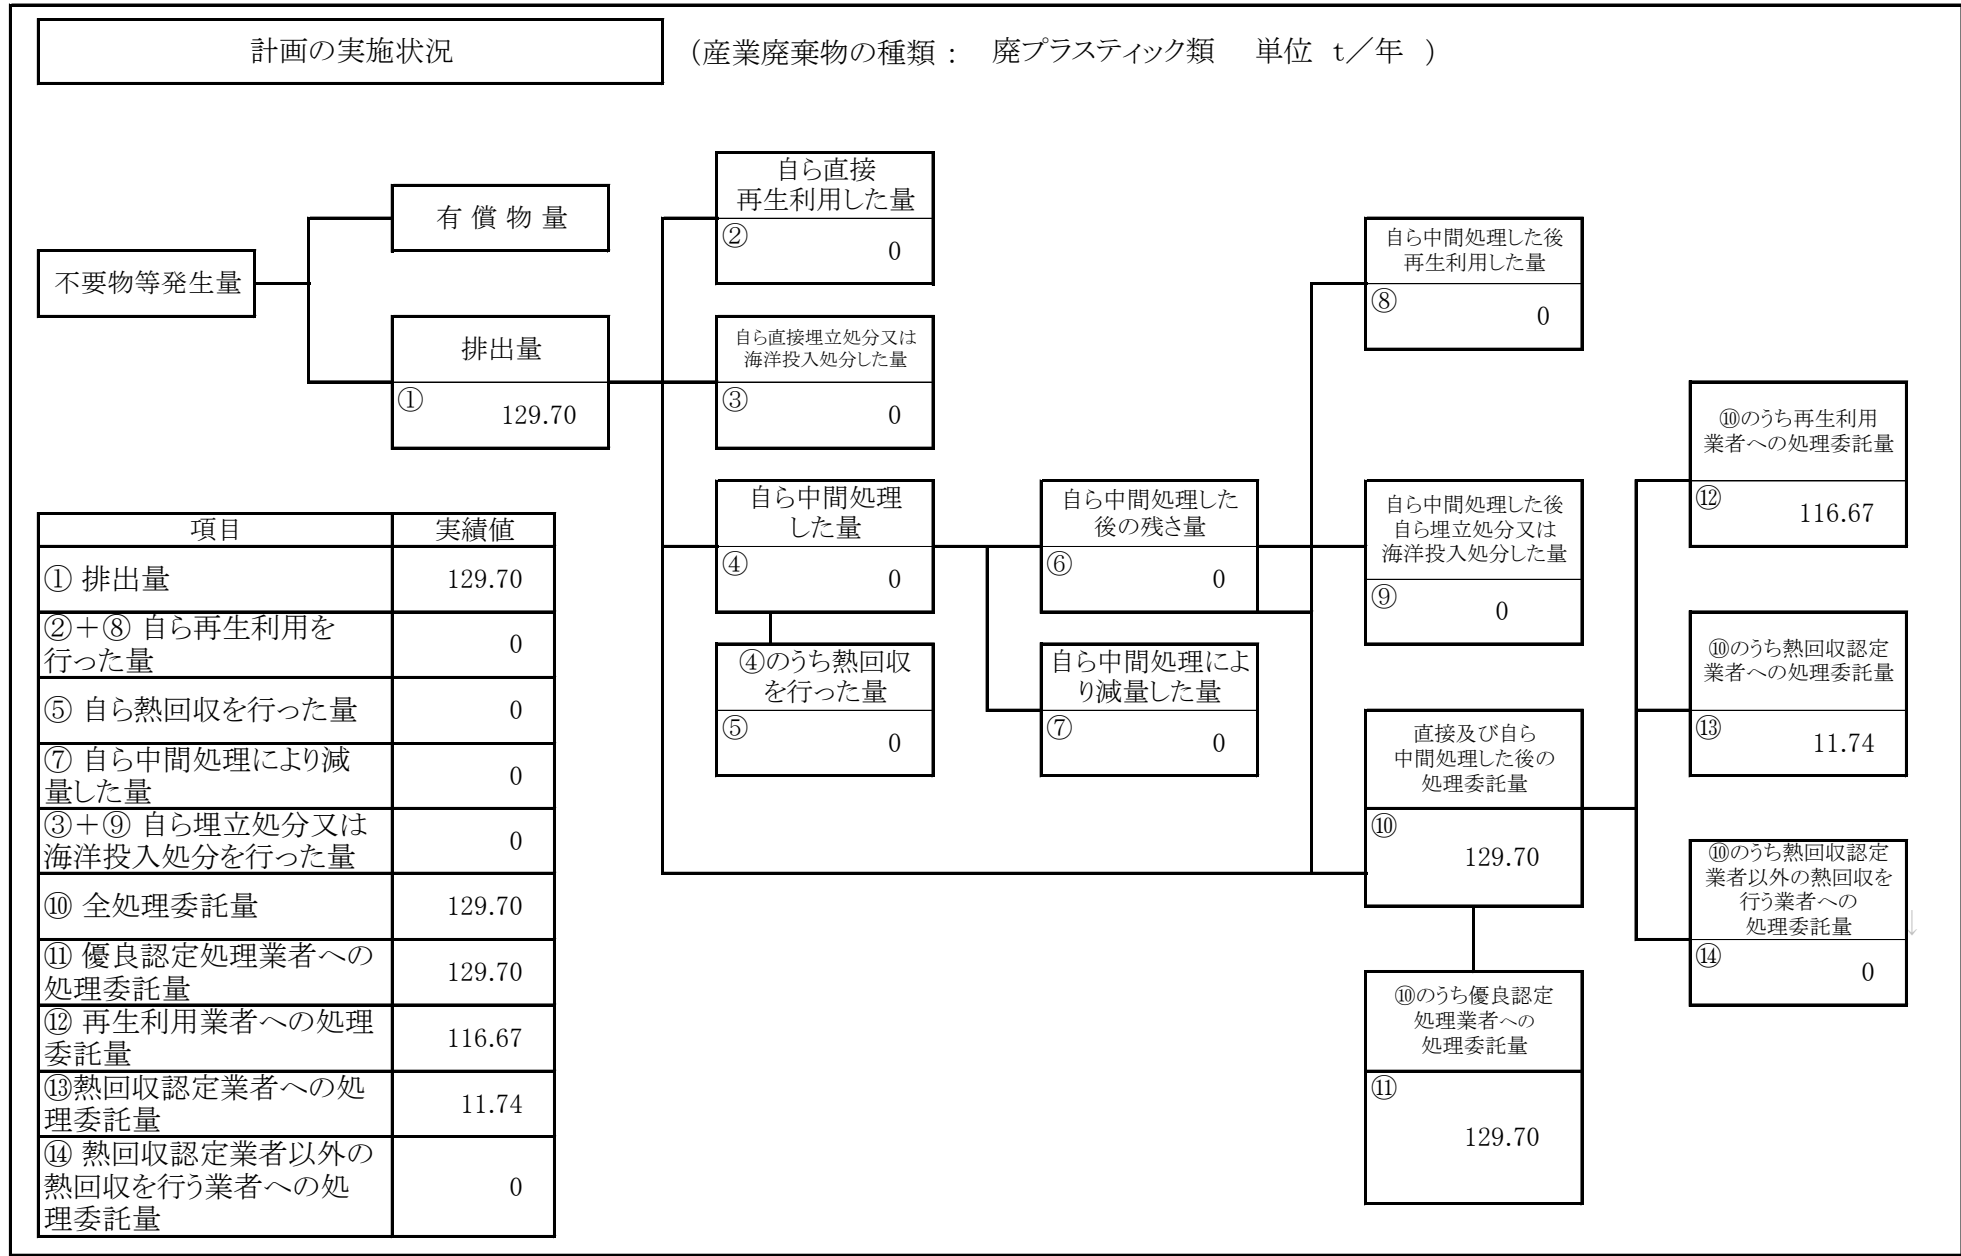 計画の実施状況
（産業廃棄物の種類： 廃プラスティック類 単位 t／年 ）
不要物等発生量
有 償 物 量
排出量
① 129.70
自ら直接
再生利用した量
② 0
自ら直接埋立処分又は
海洋投入処分した量
③ 0
自ら中間処理
した量
④ 0
④のうち熱回収
を行った量
⑤ 0
自ら中間処理した
後の残さ量
⑥ 0
自ら中間処理によ
り減量した量
⑦ 0
自ら中間処理した後
再生利用した量
⑧ 0
自ら中間処理した後
自ら埋立処分又は
海洋投入処分した量
⑨ 0
直接及び自ら
中間処理した後の
処理委託量
⑩ 129.70
⑩のうち優良認定
処理業者への
処理委託量
⑪ 129.70
⑩のうち再生利用
業者への処理委託量
⑫ 116.67
⑩のうち熱回収認定
業者への処理委託量
⑬ 11.74
⑩のうち熱回収認定
業者以外の熱回収を
行う業者への
処理委託量
⑭ 0
↓
項目 実績値
① 排出量 129.70
②＋⑧ 自ら再生利用を
行った量 0
⑤ 自ら熱回収を行った量 0
⑦ 自ら中間処理により減
量した量 0
③＋⑨ 自ら埋立処分又は
海洋投入処分を行った量 0
⑩ 全処理委託量 129.70
⑪ 優良認定処理業者への
処理委託量 129.70
⑫ 再生利用業者への処理
委託量 116.67
⑬熱回収認定業者への処
理委託量 11.74
⑭ 熱回収認定業者以外の
熱回収を行う業者への処
理委託量 0